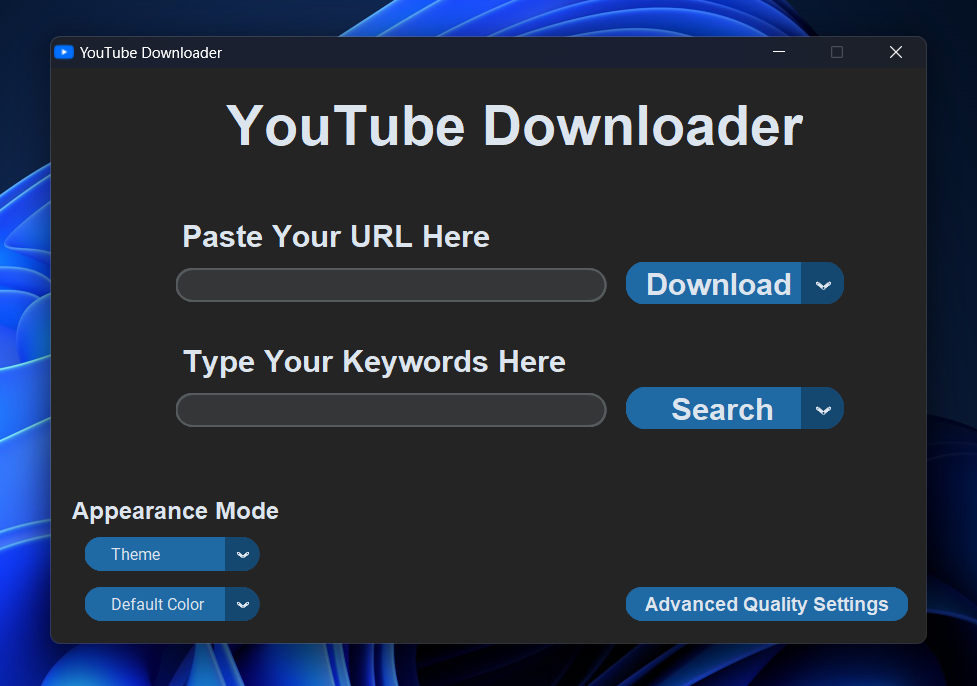 YouTube Downloader
YouTube Downloader
Paste Your URL Here
Download
Type Your Keywords Here
Search
Appearance Mode
Theme
Default Color
Advanced Quality Settings